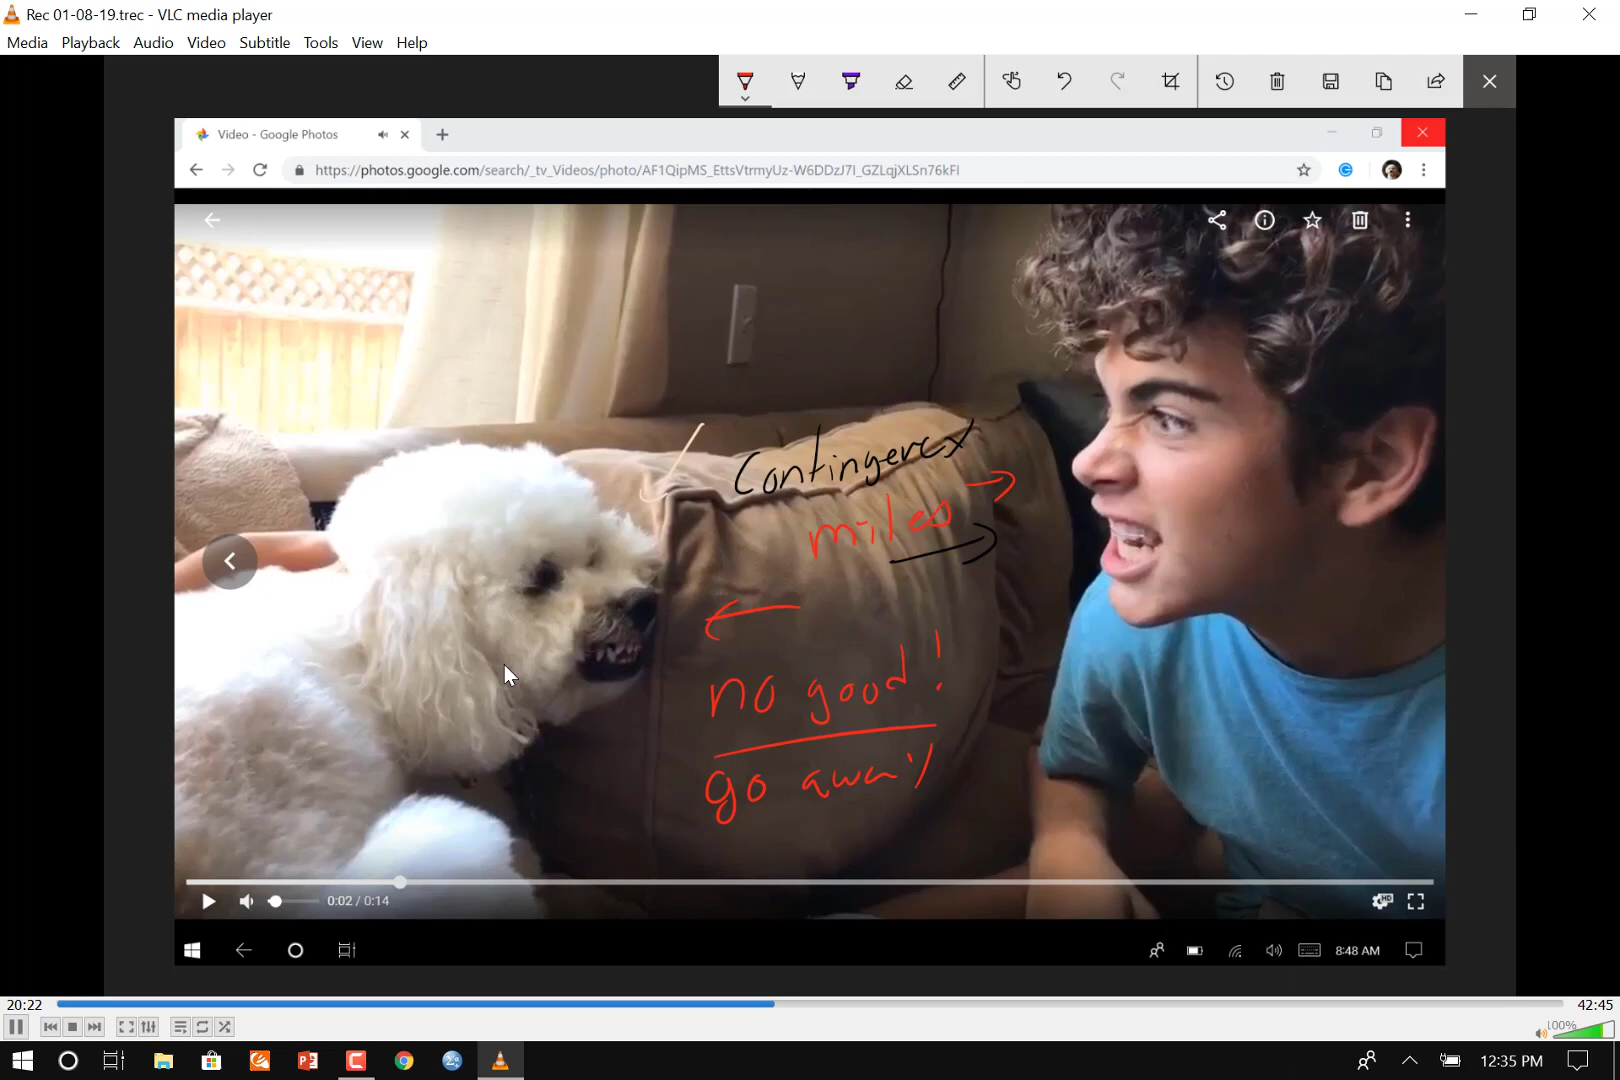 Rec 01-08-19.trec - VLC media player
Media Playback Audio Video Subtitle Tools View Help
Video - Google Photos
https://photos.google.com/search/_tv_Videos/photo/AF1QipMS_EttsVtrmyUz-W6DDzJ7I_GZLqjXLSn76kFI
Contingency
miles
no good!
go away
0:02 / 0:14
HD
8:48 AM
20:22
42:45
100%
12:35 PM